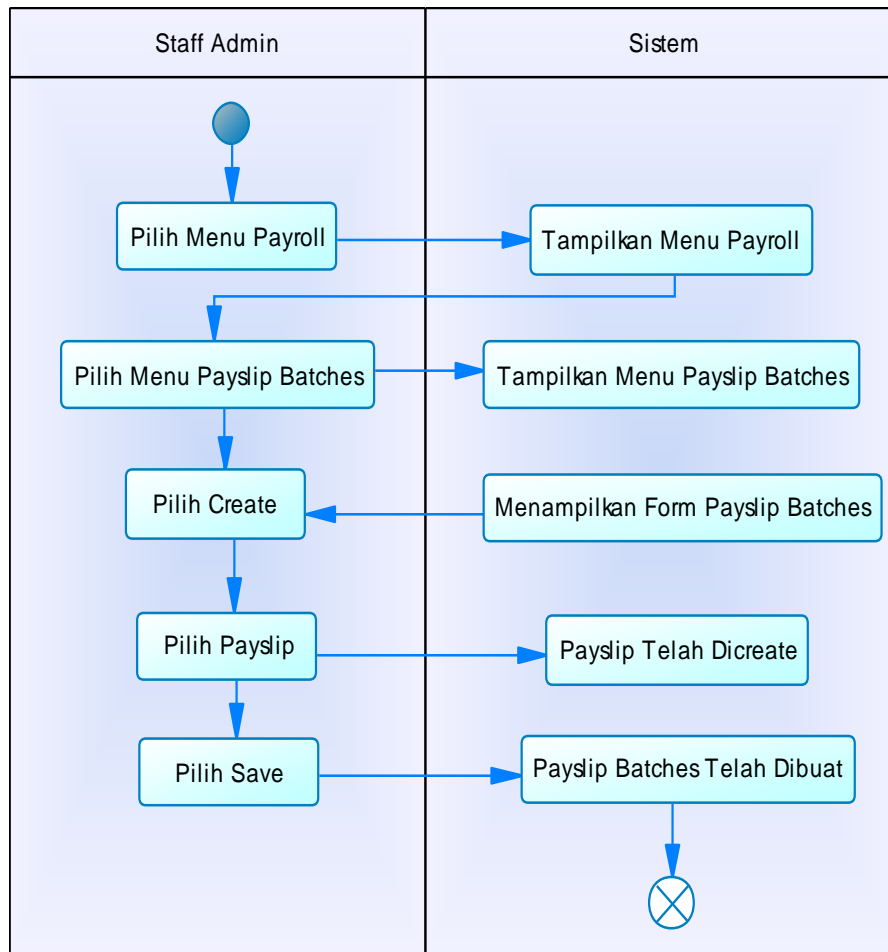 Staff Admin
Sistem
Pilih Menu Payroll
Tampilkan Menu Payroll
Pilih Menu Payslip Batches
Tampilkan Menu Payslip Batches
Pilih Create
Menampilkan Form Payslip Batches
Pilih Payslip
Payslip Telah Dicreate
Pilih Save
Payslip Batches Telah Dibuat